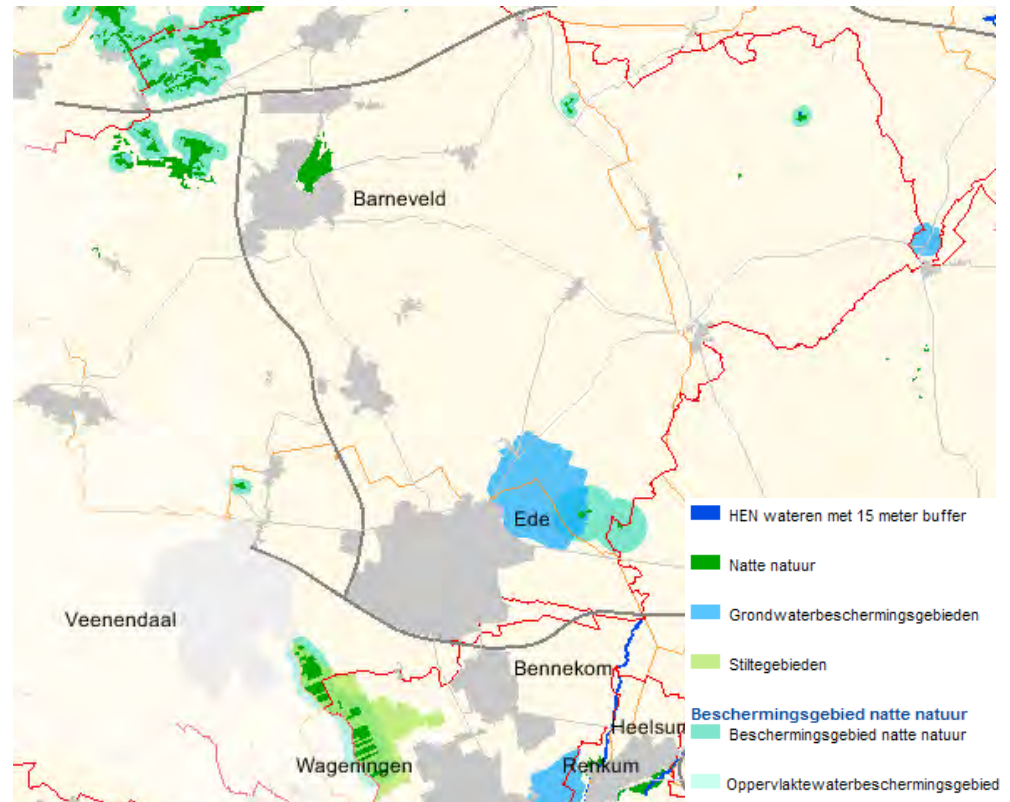 Barneveld
Ede
Veenendaal
Bennekom
Heelsum
Wageningen
Renkum
HEN wateren met 15 meter buffer
Natte natuur
Grondwaterbeschermingsgebieden
Stiltegebieden
Beschermingsgebied natte natuur
Beschermingsgebied natte natuur
Oppervlaktewaterbeschermingsgebied